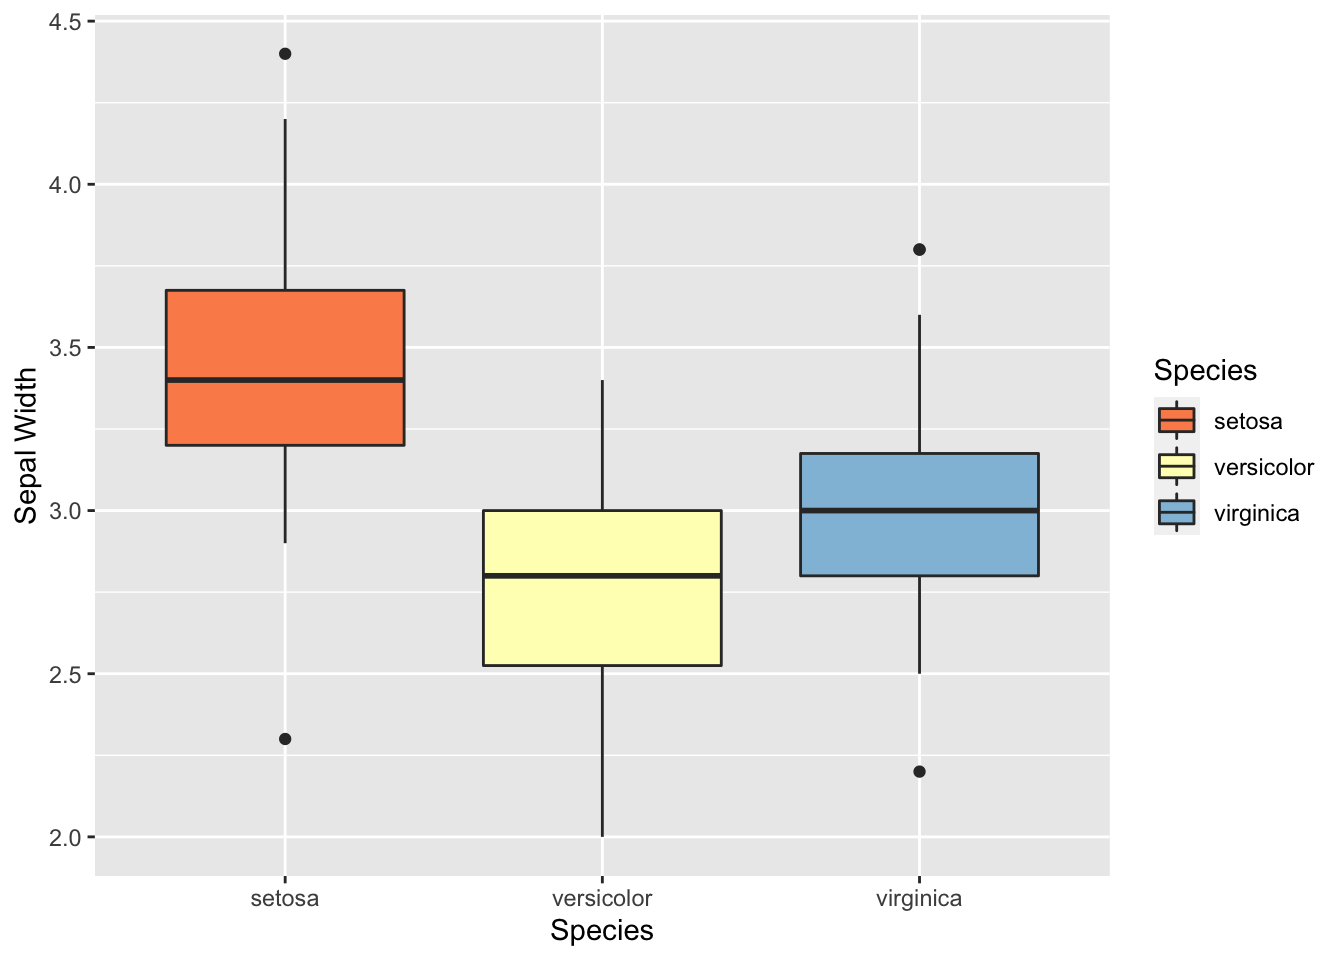 4.5
4.0
3.5
3.0
2.5
2.0
Sepal Width
setosa
versicolor
virginica
Species
Species
setosa
versicolor
virginica